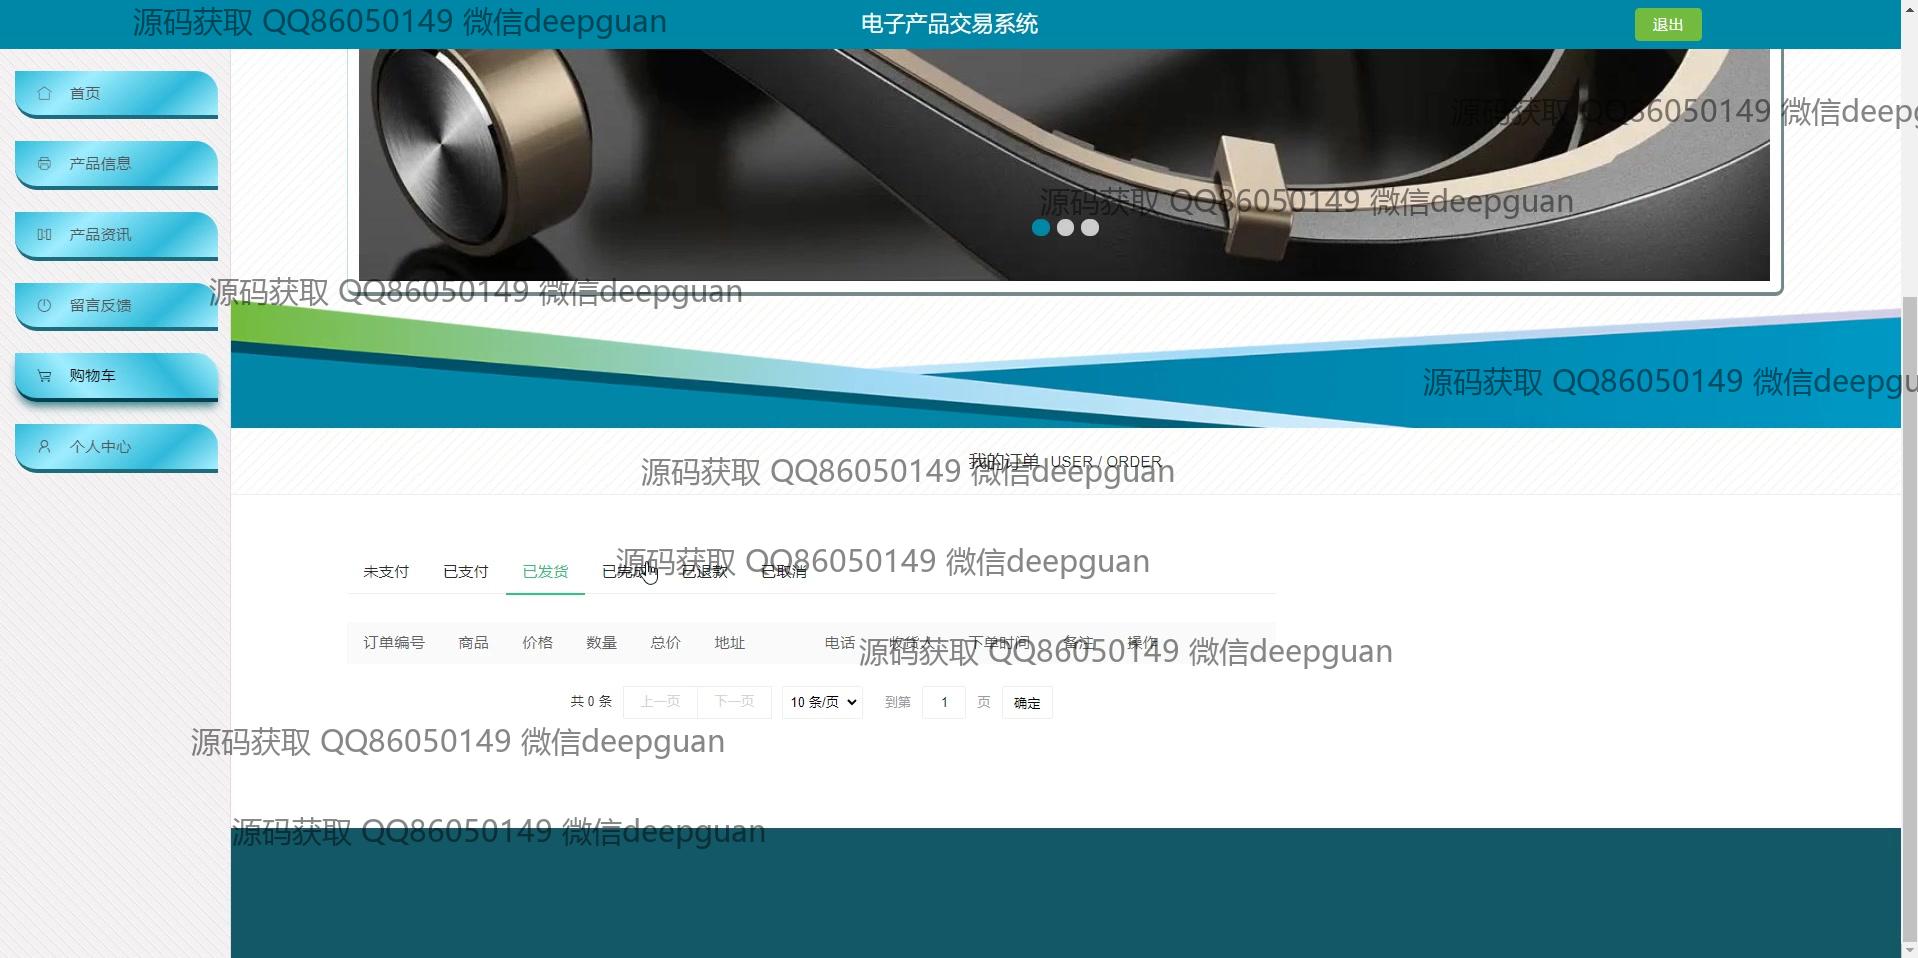 源码获取 QQ86050149 微信deepguan
电子产品交易系统
退出
首页
源码获取 QQ86050149 微信deepg
产品信息
源码获取 QQ86050149 微信deepguan
产品资讯
源码获取 QQ86050149 微信deepguan
留言反馈
购物车
源码获取 QQ86050149 微信deepgu
个人中心
我的订单 USER / ORDER
源码获取 QQ86050149 微信deepguan
源码获取 QQ86050149 微信deepguan
未支付 已支付 已发货 已完成 已退款 已取消
订单编号 商品 价格 数量 总价 地址 电话 收货人 下单时间 备注 操作
源码获取 QQ86050149 微信deepguan
共 0 条 上一页 下一页 10 条/页 到第 1 页 确定
源码获取 QQ86050149 微信deepguan
源码获取 QQ86050149 微信deepguan